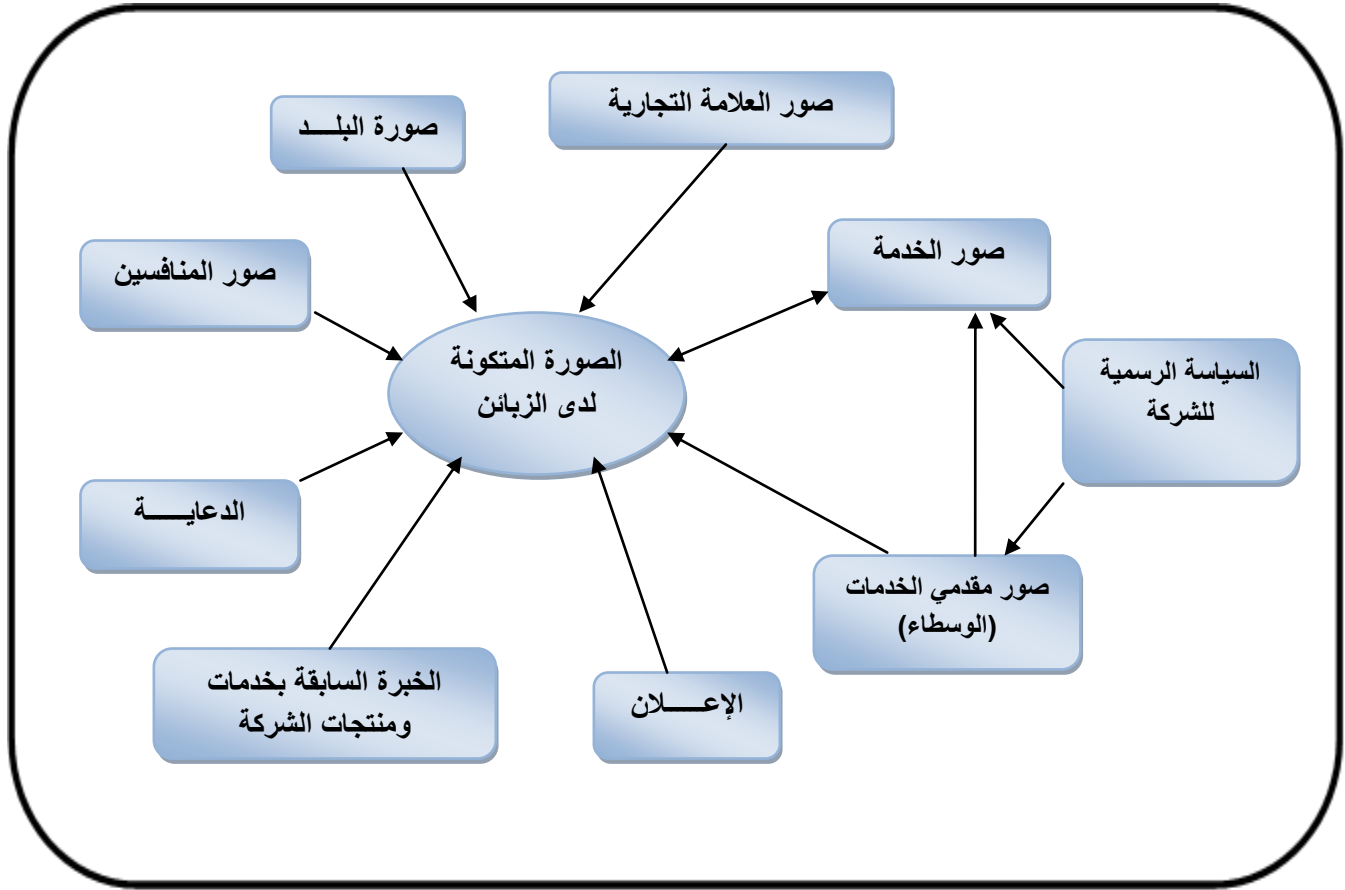 صور العلامة التجارية
صورة البلـــد
صور الخدمة
صور المنافسين
السياسة الرسمية
للشركة
الصورة المتكونة
لدى الزبائن
الدعايــــــة
صور مقدمي الخدمات
(الوسطاء)
الخبرة السابقة بخدمات
ومنتجات الشركة
الإعـــــلان